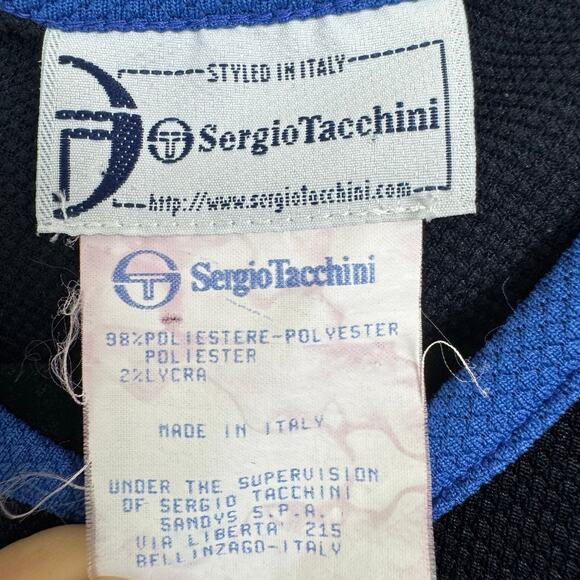 STYLED IN ITALY
SergioTacchini
http://www.sergiotacchini.com
SergioTacchini
98%POLIESTERE-POLYESTER
POLIESTER
2%LYCRA
MADE IN ITALY
UNDER THE SUPERVISION
OF SERGIO TACCHINI
SANDYS S.P.A.
VIA LIBERTA' 215
BELLINZAGO-ITALY